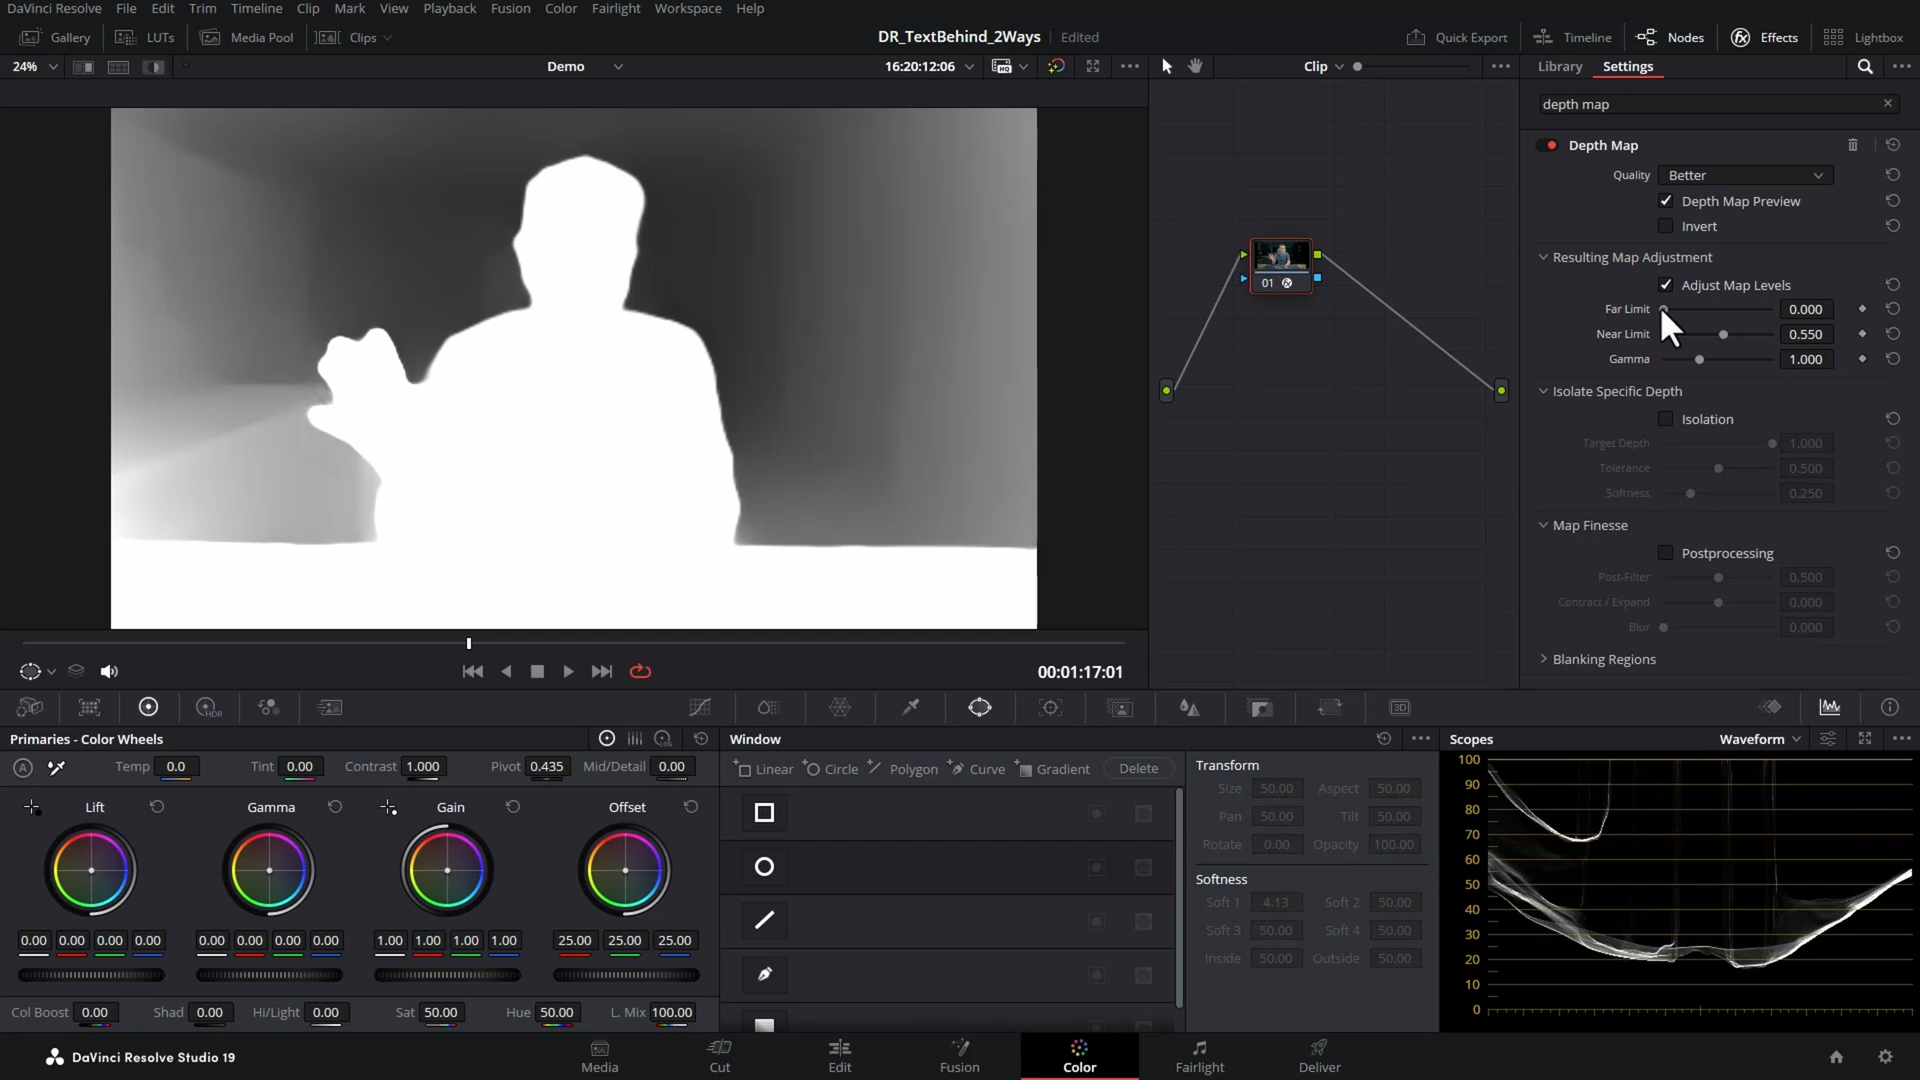 DaVinci Resolve File Edit Trim Timeline Clip Mark View Playback Fusion Color Fairlight Workspace Help
Gallery LUTs Media Pool Clips DR_TextBehind_2Ways Edited Quick Export Timeline Nodes Effects Lightbox
24% Demo 16:20:12:06 HQ Clip Library Settings
depth map
Depth Map
Quality Better
Depth Map Preview
Invert
Resulting Map Adjustment
Adjust Map Levels
Far Limit 0.000
Near Limit 0.550
Gamma 1.000
Isolate Specific Depth
Isolation
Target Depth 1.000
Tolerance 0.500
Softness 0.250
Map Finesse
Postprocessing
Post-Filter 0.500
Contract / Expand 0.000
Blur 0.000
Blanking Regions
01
00:01:17:01
HDR 3D
Primaries - Color Wheels LOG Window Scopes Waveform
A Temp 0.0 Tint 0.00 Contrast 1.000 Pivot 0.435 Mid/Detail 0.00
Linear Circle Polygon Curve Gradient Delete
Lift Gamma Gain Offset
0.00 0.00 0.00 0.00 0.00 0.00 0.00 0.00 1.00 1.00 1.00 1.00 25.00 25.00 25.00
Col Boost 0.00 Shad 0.00 Hi/Light 0.00 Sat 50.00 Hue 50.00 L. Mix 100.00
Transform
Size 50.00 Aspect 50.00
Pan 50.00 Tilt 50.00
Rotate 0.00 Opacity 100.00
Softness
Soft 1 4.13 Soft 2 50.00
Soft 3 50.00 Soft 4 50.00
Inside 50.00 Outside 50.00
100
90
80
70
60
50
40
30
20
10
0
DaVinci Resolve Studio 19
Media Cut Edit Fusion Color Fairlight Deliver